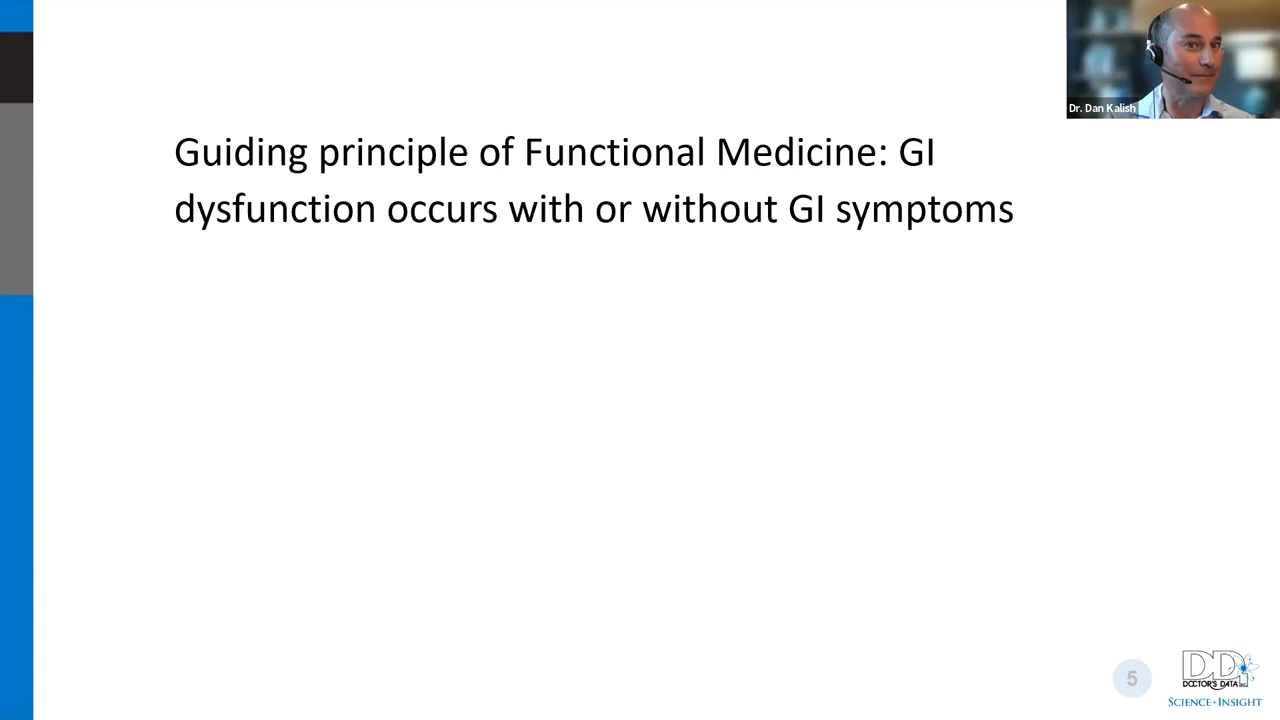 Dr. Dan Kalish
Guiding principle of Functional Medicine: GI
dysfunction occurs with or without GI symptoms
5
DDI
DOCTOR'S DATA
SCIENCE + INSIGHT